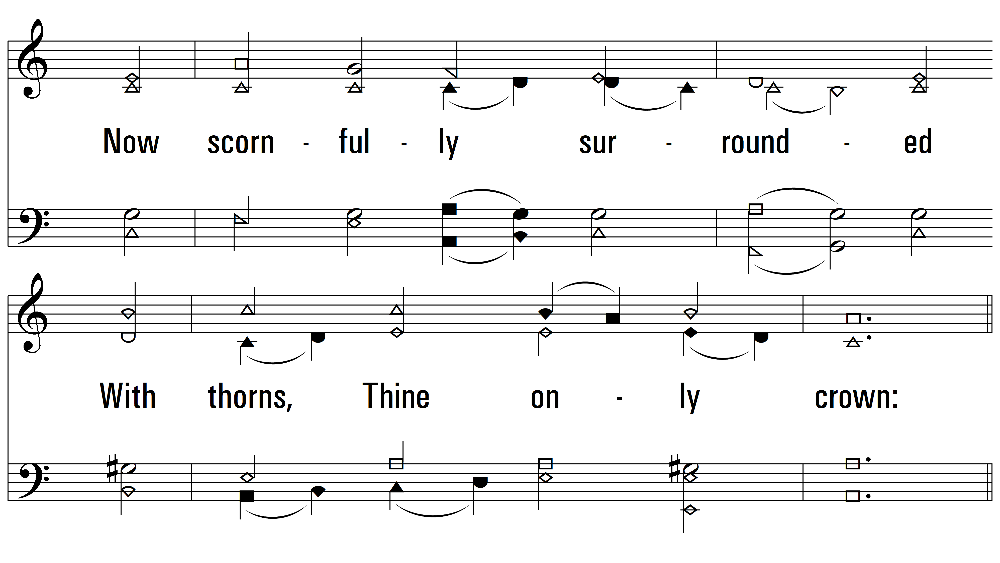 Now scorn - ful - ly sur - round - ed
With thorns, Thine on - ly crown: